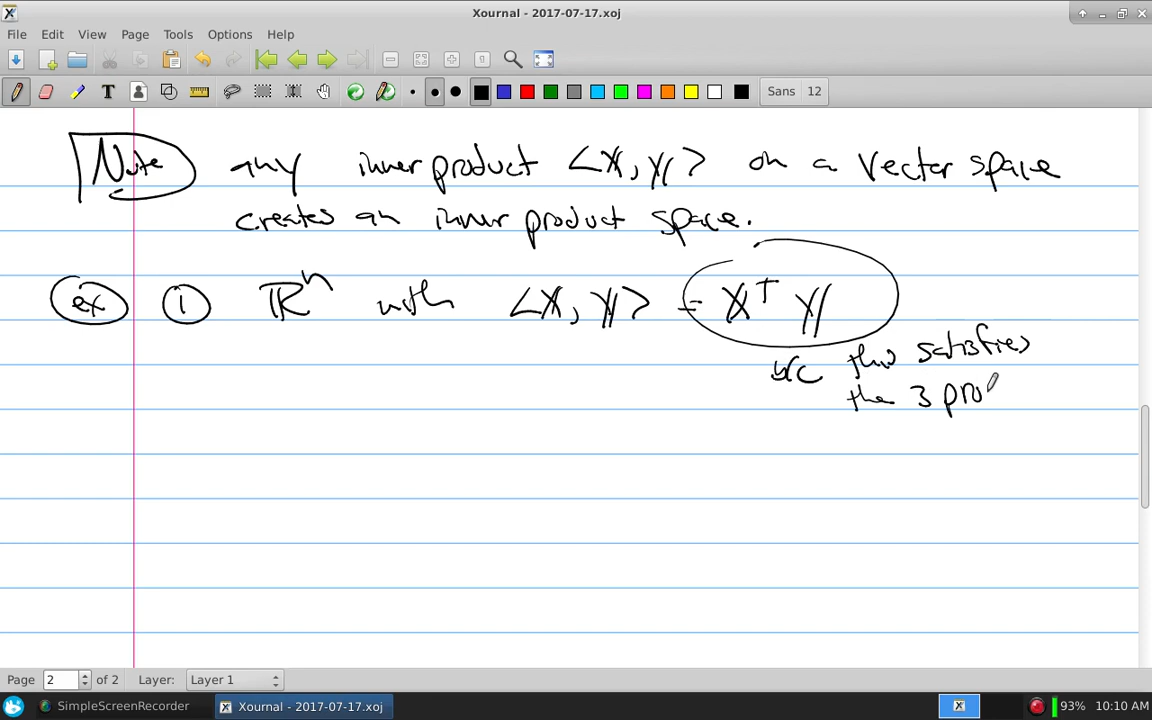 Xournal - 2017-07-17.xoj
File Edit View Page Tools Options Help
Sans 12
Note any inner product <X, Y> on a vector space
creates an inner product space.
ex 1 ℝⁿ with <X, Y> = Xᵀ Y
b/c this satisfies
the 3 pro
Page 2 of 2 Layer: Layer 1
SimpleScreenRecorder Xournal - 2017-07-17.xoj 93% 10:10 AM